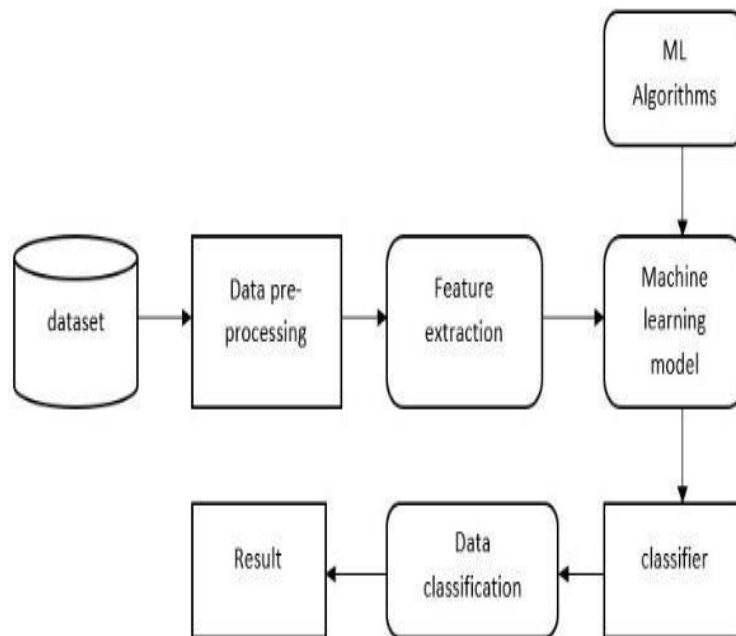 ML
Algorithms
dataset
Data pre-
processing
Feature
extraction
Machine
learning
model
classifier
Data
classification
Result